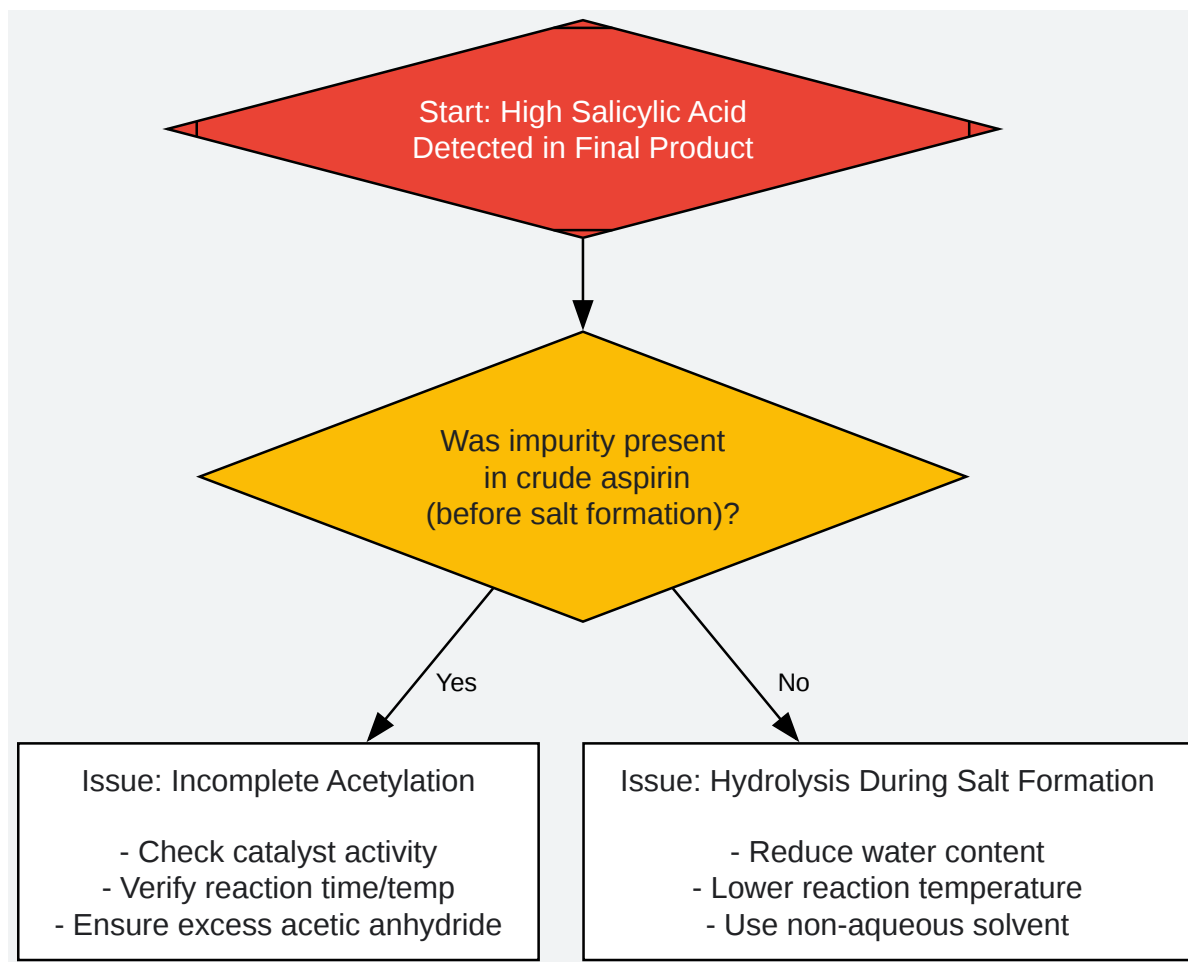 Start: High Salicylic Acid
Detected in Final Product
Was impurity present
in crude aspirin
(before salt formation)?
Yes
No
Issue: Incomplete Acetylation
- Check catalyst activity
- Verify reaction time/temp
- Ensure excess acetic anhydride
Issue: Hydrolysis During Salt Formation
- Reduce water content
- Lower reaction temperature
- Use non-aqueous solvent